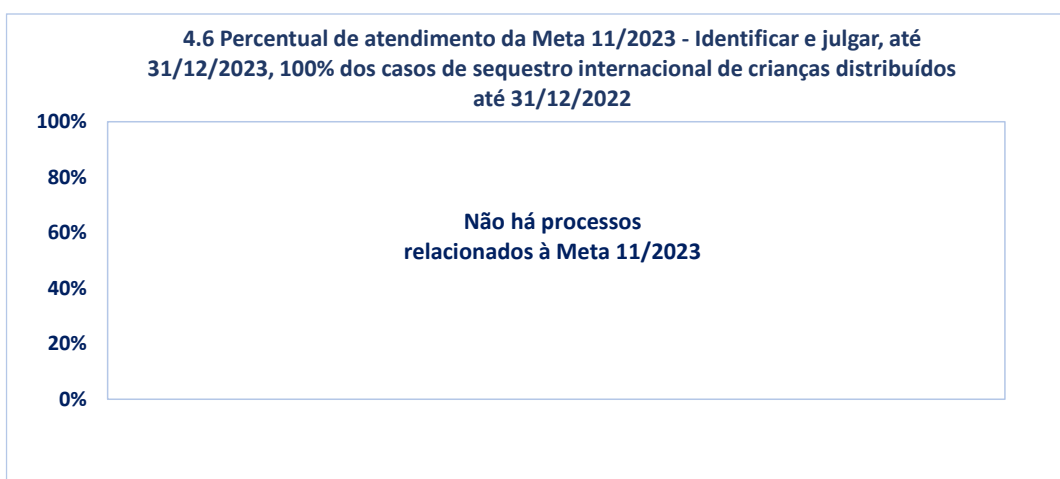 4.6 Percentual de atendimento da Meta 11/2023 - Identificar e julgar, até
31/12/2023, 100% dos casos de sequestro internacional de crianças distribuídos
até 31/12/2022
100%
80%
Não há processos
60%
relacionados à Meta 11/2023
40%
20%
0%